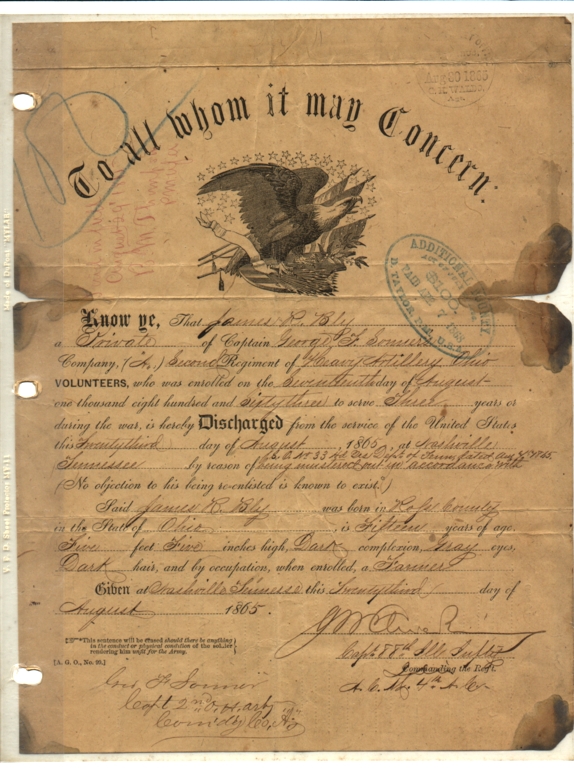 Aug 30 1865
To all whom it may Concern:
ADDITIONAL BOUNTY
PAID
Know ye, That James R. Bly
a Private of Captain George F. Sommer
Company, (A,) Second Regiment of Heavy Artillery Ohio
VOLUNTEERS, who was enrolled on the Seventeenth day of August
one thousand eight hundred and sixty three to serve Three years or
during the war, is hereby Discharged from the service of the United States
this Twenty third day of August, 1865, at Nashville
Tennessee by reason of being mustered out in accordance with
(No objection to his being re-enlisted is known to exist.)
Said James R. Bly was born in Ross County
in the State of Ohio, is Fifteen years of age,
Five feet Five inches high, Dark complexion, Gray eyes,
Dark hair, and by occupation, when enrolled, a Farmer
Given at Nashville Tennessee this Twenty third day of
August 1865.
*This sentence will be erased should there be anything
in the conduct or physical condition of the soldier
rendering him unfit for the Army.
[A. G. O., No. 99.]
Capt 88th Ills
Commanding the Regt.
Geo F Sommer
Capt 2nd O. H. Arty
Comdg Co.